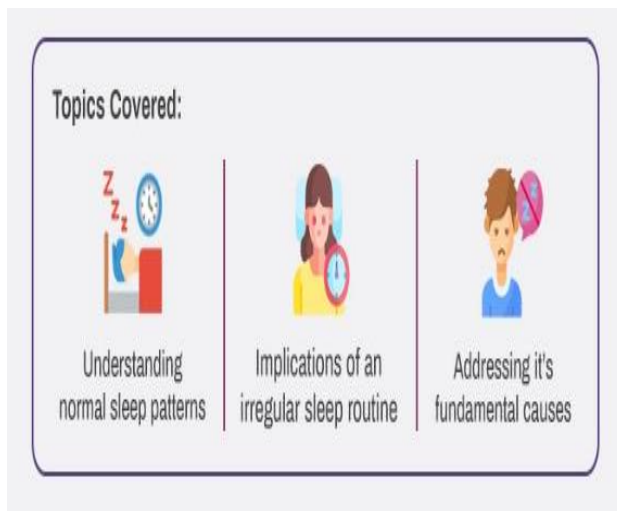 Topics Covered:
Z
Z
Z
Understanding
normal sleep patterns
Implications of an
irregular sleep routine
Z
Z
Addressing it's
fundamental causes